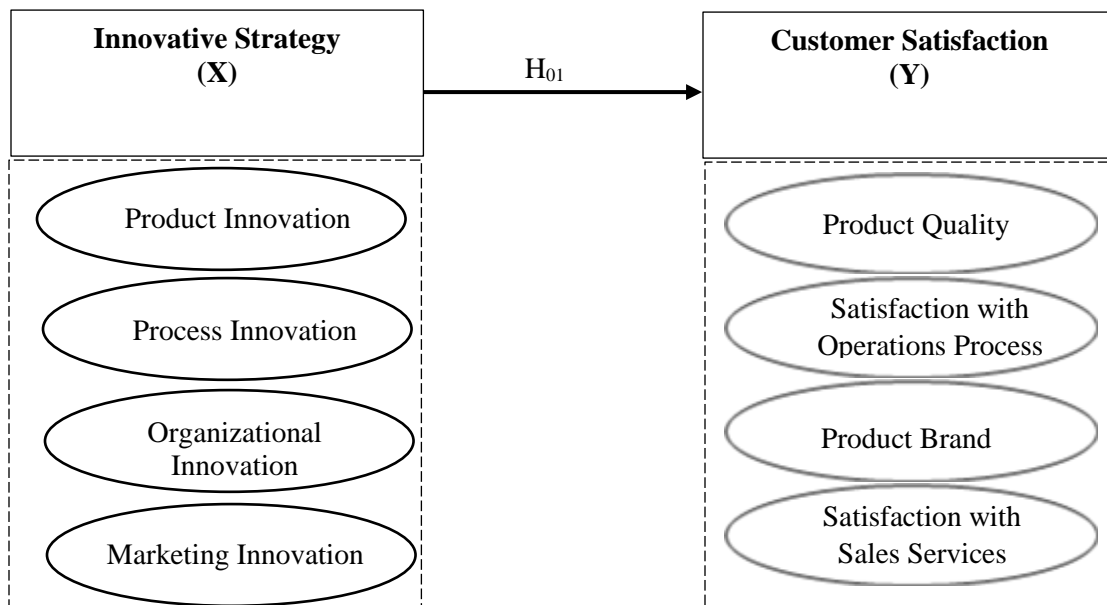 Innovative Strategy
(X)
H01
Customer Satisfaction
(Y)
Product Innovation
Process Innovation
Organizational
Innovation
Marketing Innovation
Product Quality
Satisfaction with
Operations Process
Product Brand
Satisfaction with
Sales Services